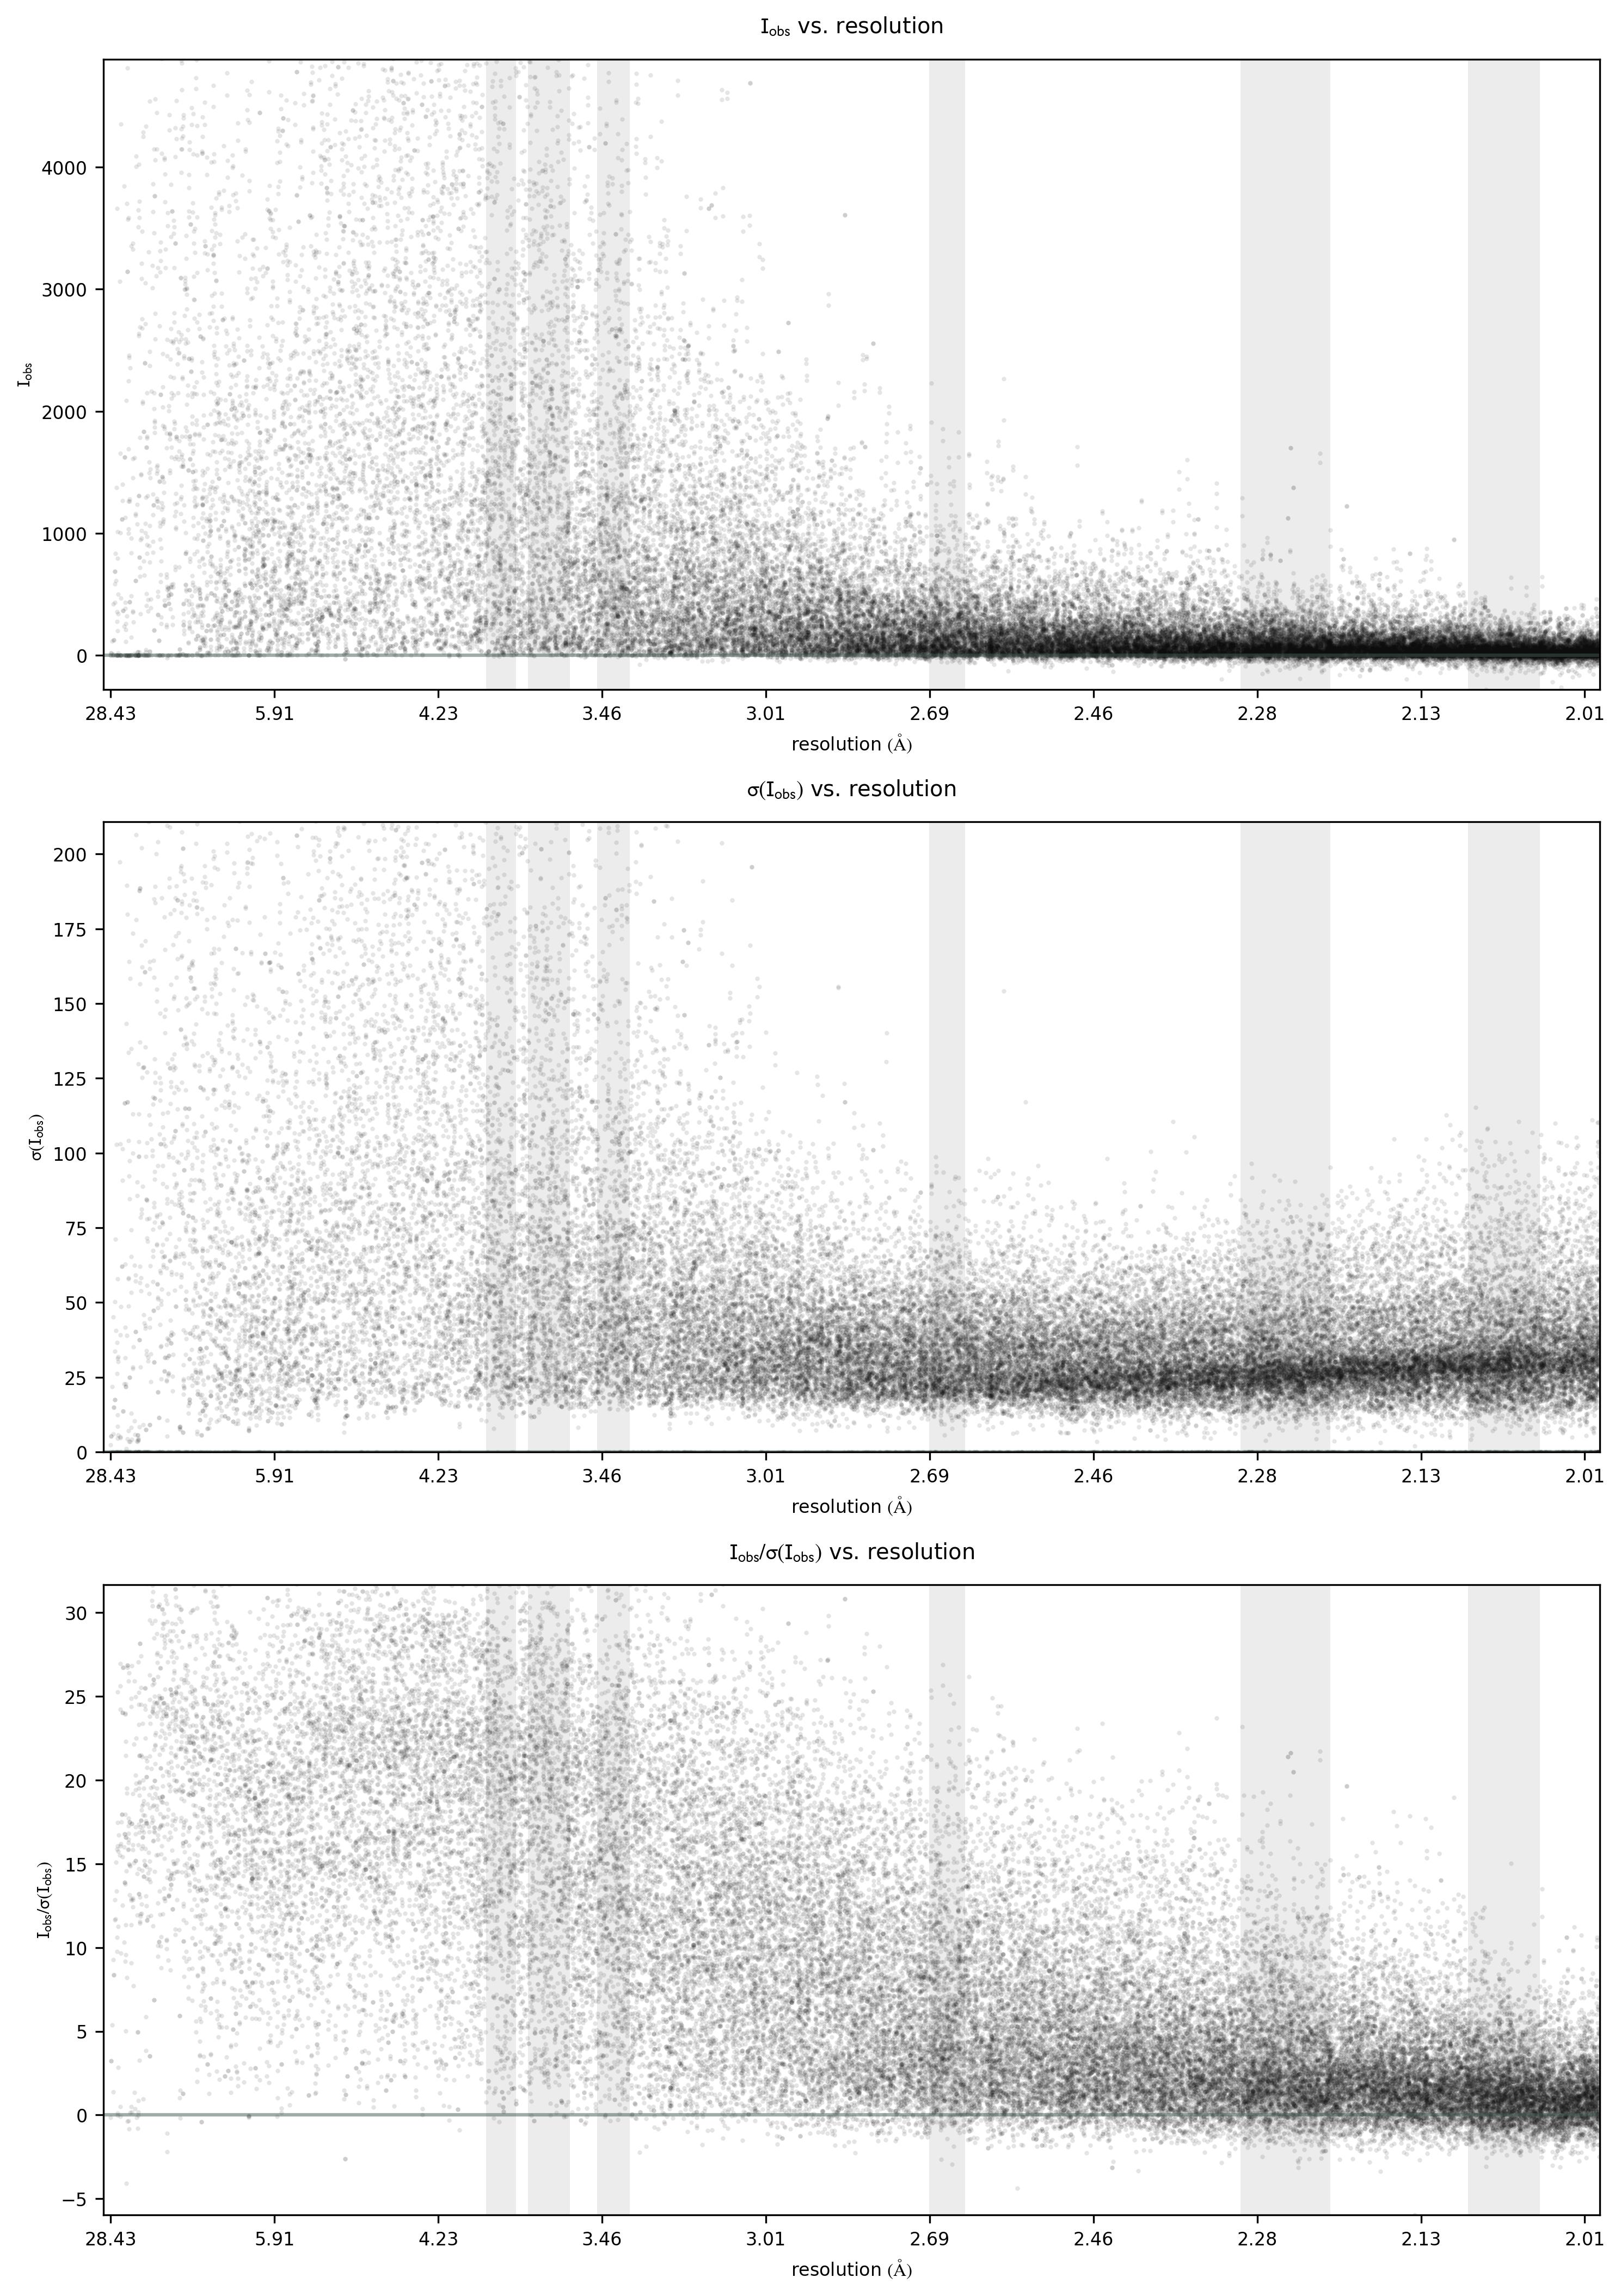 Iobs vs. resolution
Iobs
4000
3000
2000
1000
0
28.43 5.91 4.23 3.46 3.01 2.69 2.46 2.28 2.13 2.01
resolution (Å)
σ(Iobs) vs. resolution
σ(Iobs)
200
175
150
125
100
75
50
25
0
28.43 5.91 4.23 3.46 3.01 2.69 2.46 2.28 2.13 2.01
resolution (Å)
Iobs/σ(Iobs) vs. resolution
Iobs/σ(Iobs)
30
25
20
15
10
5
0
−5
28.43 5.91 4.23 3.46 3.01 2.69 2.46 2.28 2.13 2.01
resolution (Å)